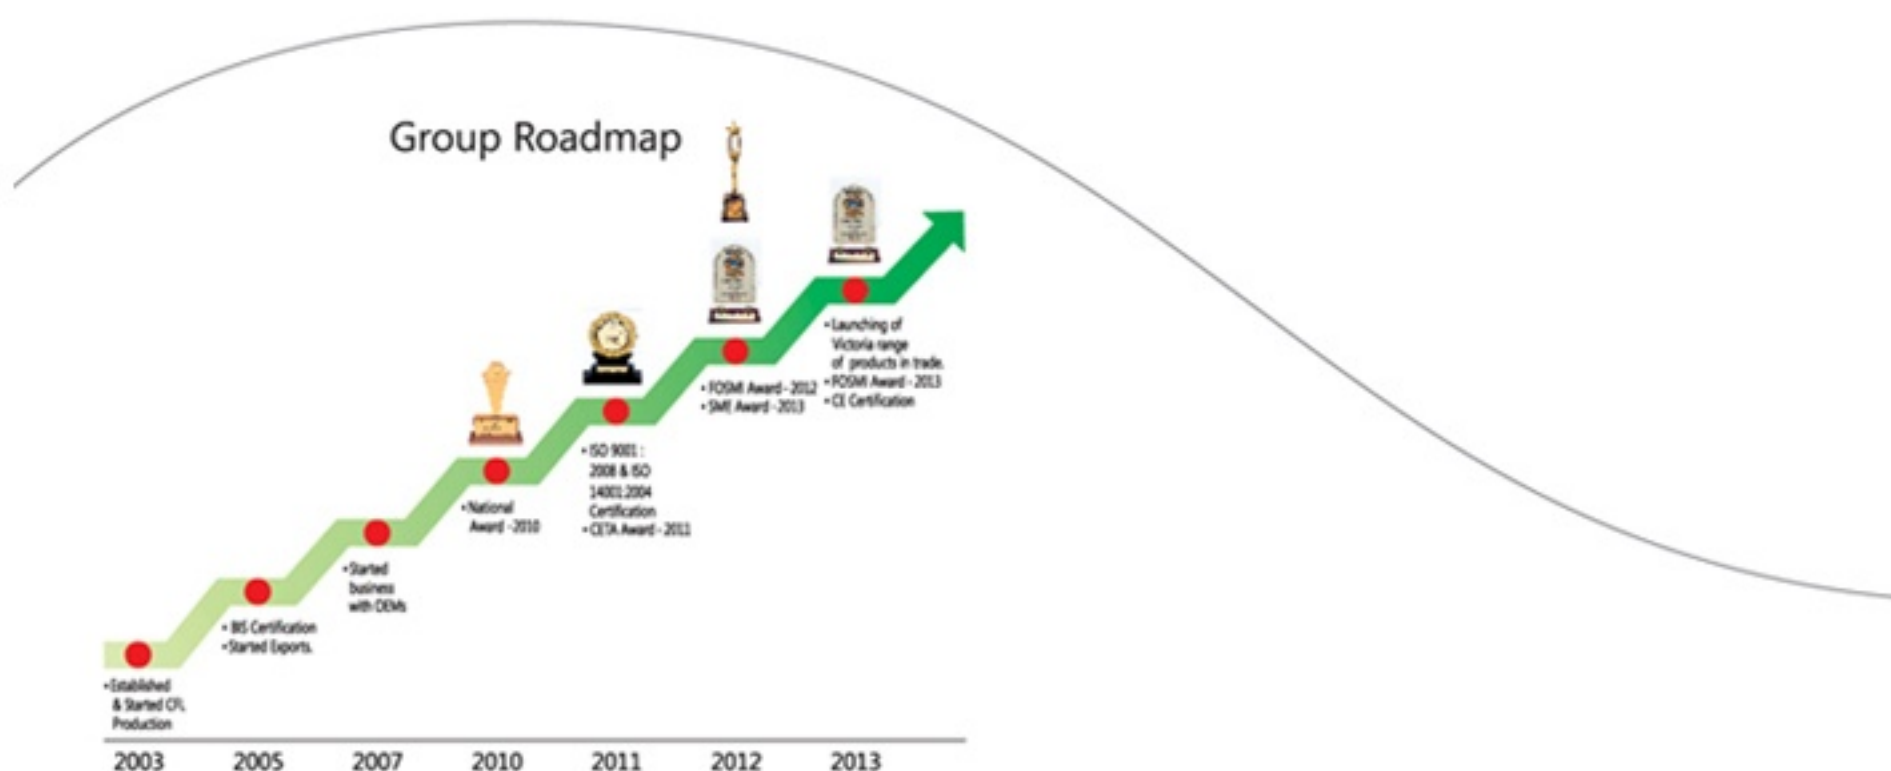 Group Roadmap
• Launching of
Victoria range
of products in trade.
• FOSMI Award - 2013
• CE Certification
• FOSMI Award - 2012
• SME Award - 2013
• ISO 9001 :
2008 & ISO
14001:2004
Certification
• CETA Award - 2011
• National
Award - 2010
• Started
business
with OEMs
• BIS Certification
• Started Exports.
• Established
& Started CFL
Production
2003 2005 2007 2010 2011 2012 2013